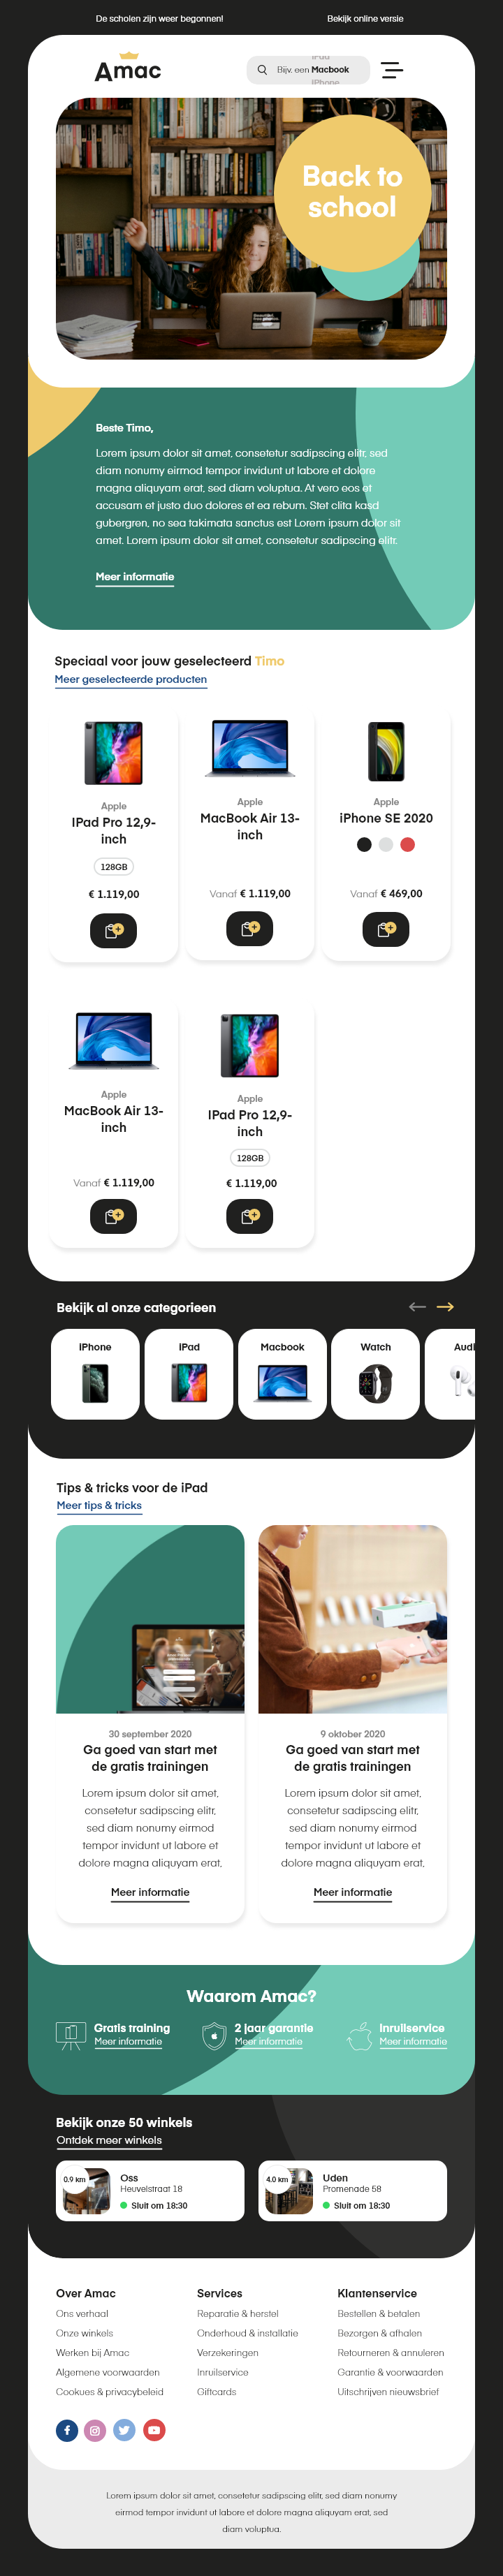 De scholen zijn weer begonnen!
Bekijk online versie
Amac
iPad
Bijv. een Macbook
iPhone
Back to
school
Beste Timo,
Lorem ipsum dolor sit amet, consetetur sadipscing elitr, sed
diam nonumy eirmod tempor invidunt ut labore et dolore
magna aliquyam erat, sed diam voluptua. At vero eos et
accusam et justo duo dolores et ea rebum. Stet clita kasd
gubergren, no sea takimata sanctus est Lorem ipsum dolor sit
amet. Lorem ipsum dolor sit amet, consetetur sadipscing elitr.
Meer informatie
Speciaal voor jouw geselecteerd Timo
Meer geselecteerde producten
Apple
IPad Pro 12,9-
inch
128GB
€ 1.119,00
Apple
MacBook Air 13-
inch
Vanaf € 1.119,00
Apple
iPhone SE 2020
Vanaf € 469,00
Apple
MacBook Air 13-
inch
Vanaf € 1.119,00
Apple
IPad Pro 12,9-
inch
128GB
€ 1.119,00
Bekijk al onze categorieen
iPhone
iPad
Macbook
Watch
Audi
Tips & tricks voor de iPad
Meer tips & tricks
30 september 2020
Ga goed van start met
de gratis trainingen
Lorem ipsum dolor sit amet,
consetetur sadipscing elitr,
sed diam nonumy eirmod
tempor invidunt ut labore et
dolore magna aliquyam erat,
Meer informatie
9 oktober 2020
Ga goed van start met
de gratis trainingen
Lorem ipsum dolor sit amet,
consetetur sadipscing elitr,
sed diam nonumy eirmod
tempor invidunt ut labore et
dolore magna aliquyam erat,
Meer informatie
Waarom Amac?
Gratis training
Meer informatie
2 jaar garantie
Meer informatie
Inruilservice
Meer informatie
Bekijk onze 50 winkels
Ontdek meer winkels
0.9 km
Oss
Heuvelstraat 18
Sluit om 18:30
4.0 km
Uden
Promenade 58
Sluit om 18:30
Over Amac
Ons verhaal
Onze winkels
Werken bij Amac
Algemene voorwaarden
Cookues & privacybeleid
Services
Reparatie & herstel
Onderhoud & installatie
Verzekeringen
Inruilservice
Giftcards
Klantenservice
Bestellen & betalen
Bezorgen & afhalen
Retourneren & annuleren
Garantie & voorwaarden
Uitschrijven nieuwsbrief
Lorem ipsum dolor sit amet, consetetur sadipscing elitr, sed diam nonumy
eirmod tempor invidunt ut labore et dolore magna aliquyam erat, sed
diam voluptua.